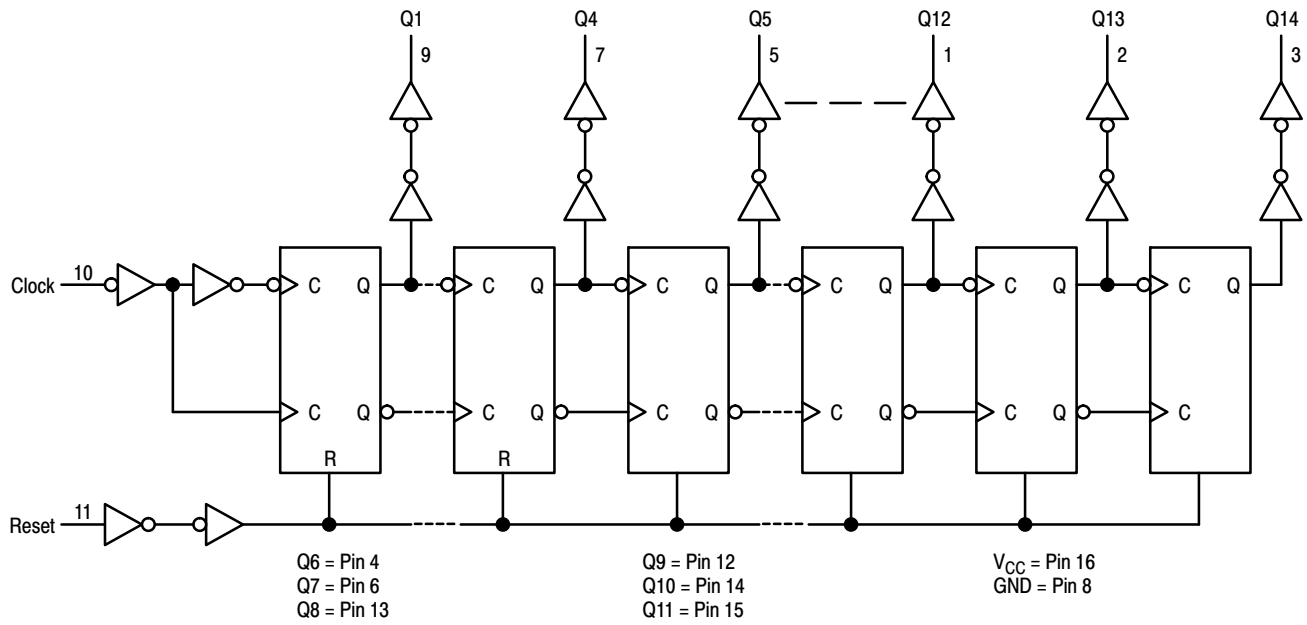 Q1 Q4 Q5 Q12 Q13 Q14
9 7 5 1 2 3
Clock 10 C Q C Q C Q C Q C Q C Q
C Q C Q C Q C Q C Q C
R R
Reset 11
Q6 = Pin 4
Q7 = Pin 6
Q8 = Pin 13
Q9 = Pin 12
Q10 = Pin 14
Q11 = Pin 15
VCC = Pin 16
GND = Pin 8